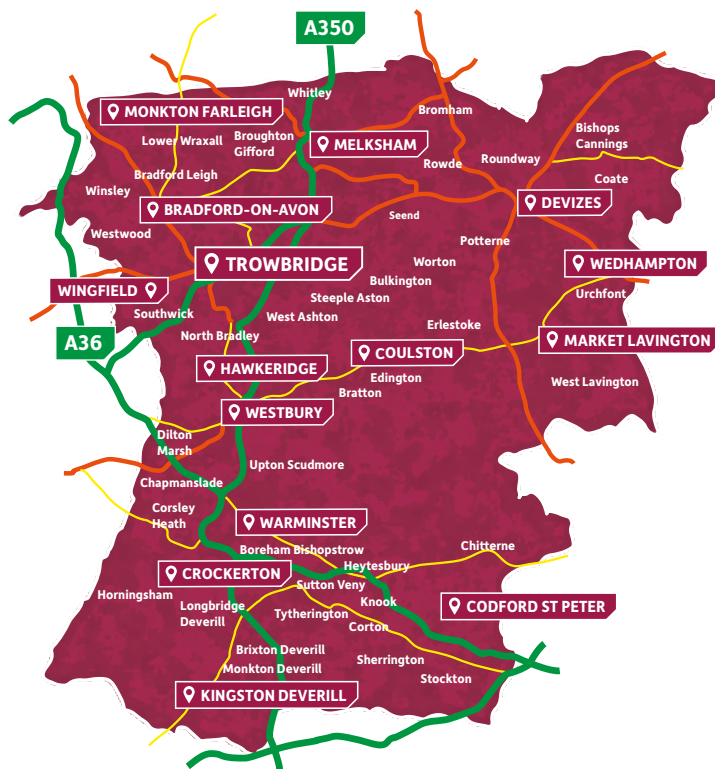 A350
Whitley
MONKTON FARLEIGH
Bromham
Lower Wraxall
Broughton
Gifford
MELKSHAM
Bishops
Cannings
Rowde
Roundway
Bradford Leigh
Coate
Winsley
BRADFORD-ON-AVON
DEVIZES
Seend
Westwood
Potterne
TROWBRIDGE
Worton
WEDHAMPTON
Bulkington
WINGFIELD
Steeple Aston
Urchfont
Southwick
West Ashton
Erlestoke
A36
North Bradley
MARKET LAVINGTON
COULSTON
HAWKERIDGE
Edington
West Lavington
Bratton
WESTBURY
Dilton
Marsh
Upton Scudmore
Chapmanslade
Corsley
Heath
WARMINSTER
Boreham Bishopstrow
Chitterne
Heytesbury
CROCKERTON
Sutton Veny
Horningsham
Knook
CODFORD ST PETER
Longbridge
Deverill
Tytherington
Corton
Brixton Deverill
Sherrington
Monkton Deverill
Stockton
KINGSTON DEVERILL